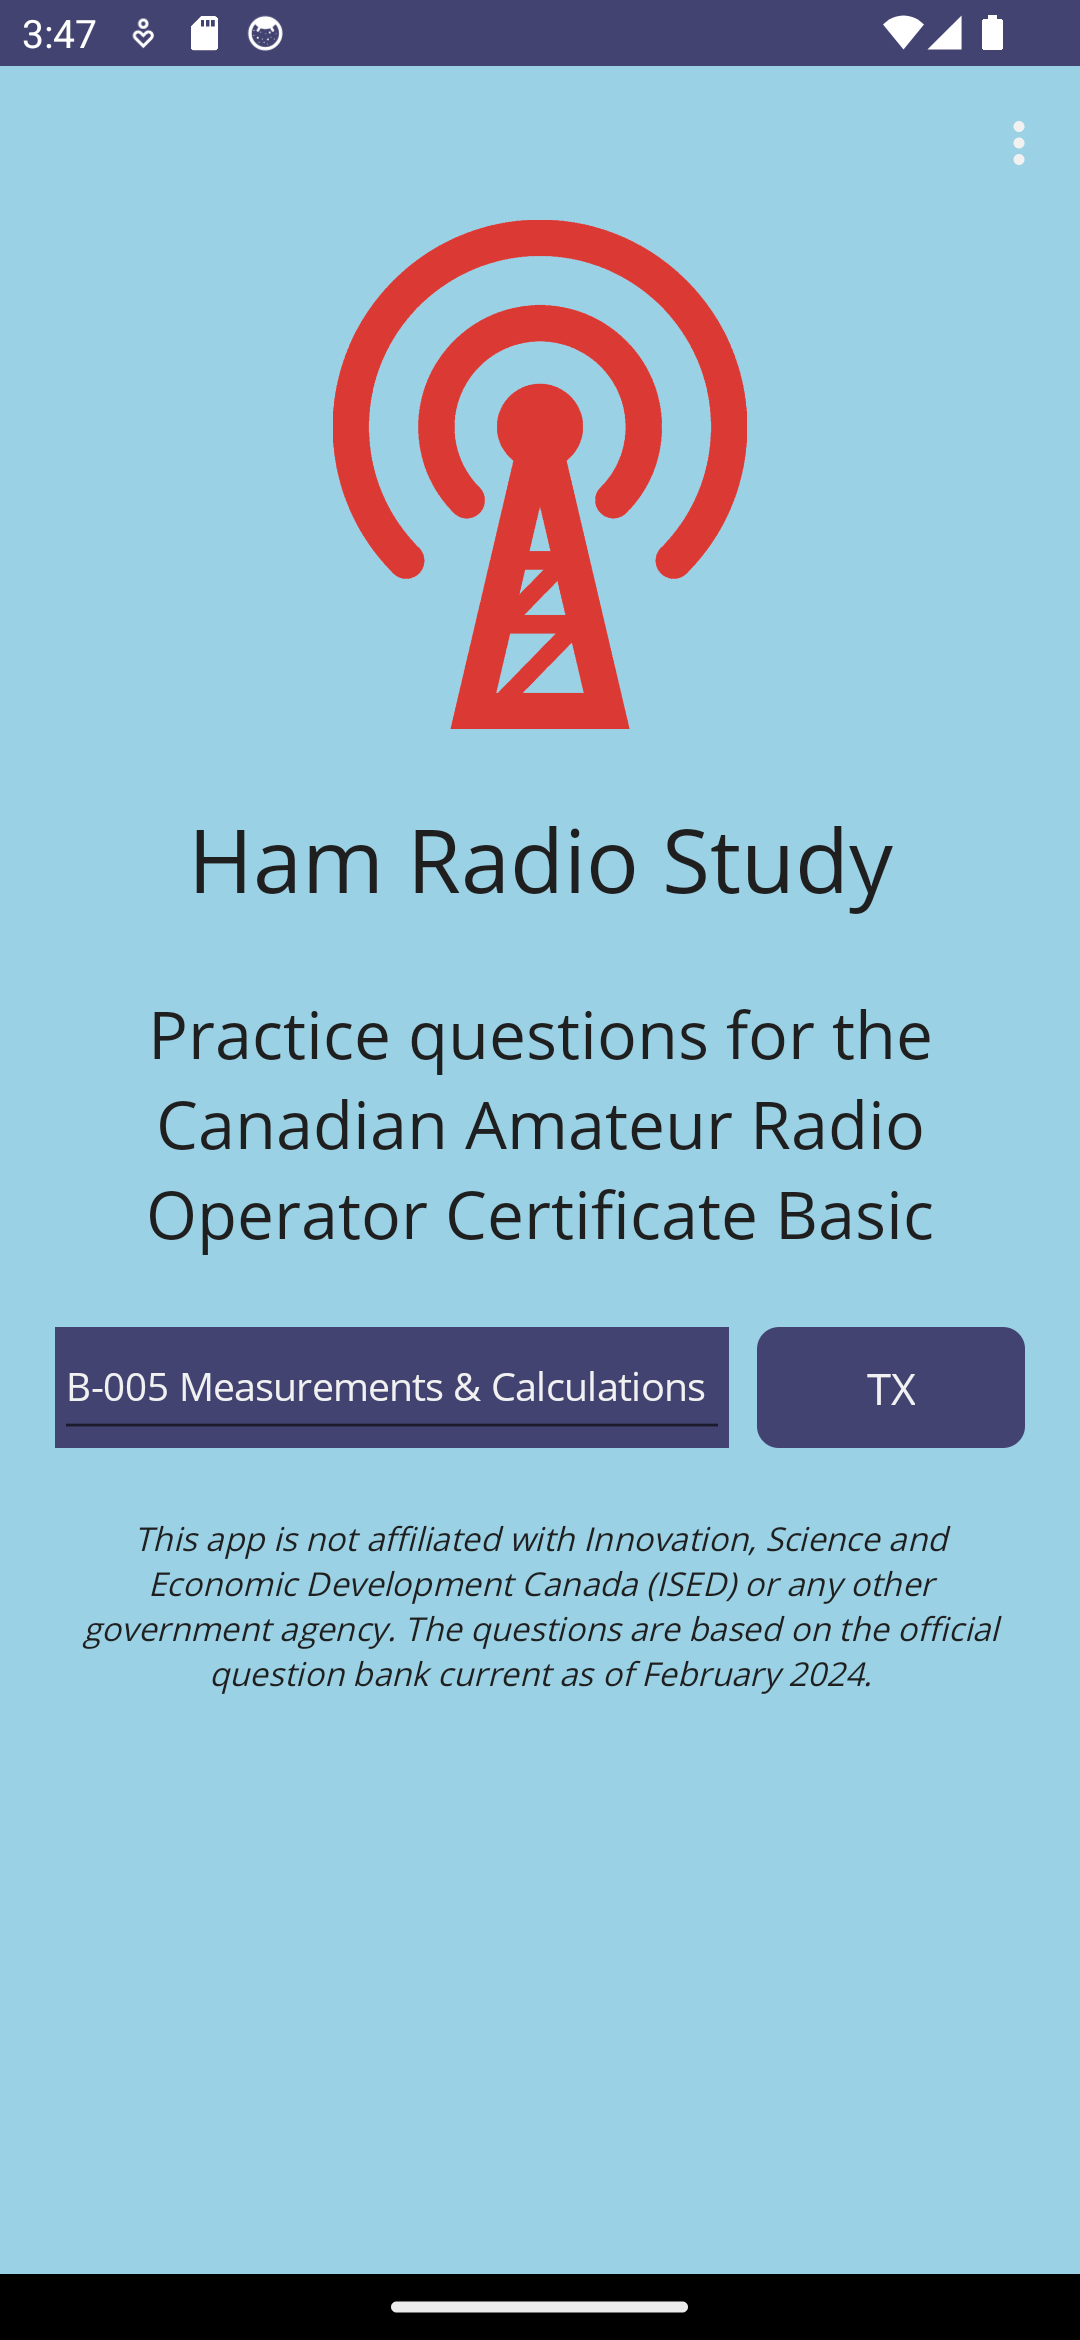 3:47
Ham Radio Study
Practice questions for the
Canadian Amateur Radio
Operator Certificate Basic
B-005 Measurements & Calculations
TX
This app is not affiliated with Innovation, Science and
Economic Development Canada (ISED) or any other
government agency. The questions are based on the official
question bank current as of February 2024.